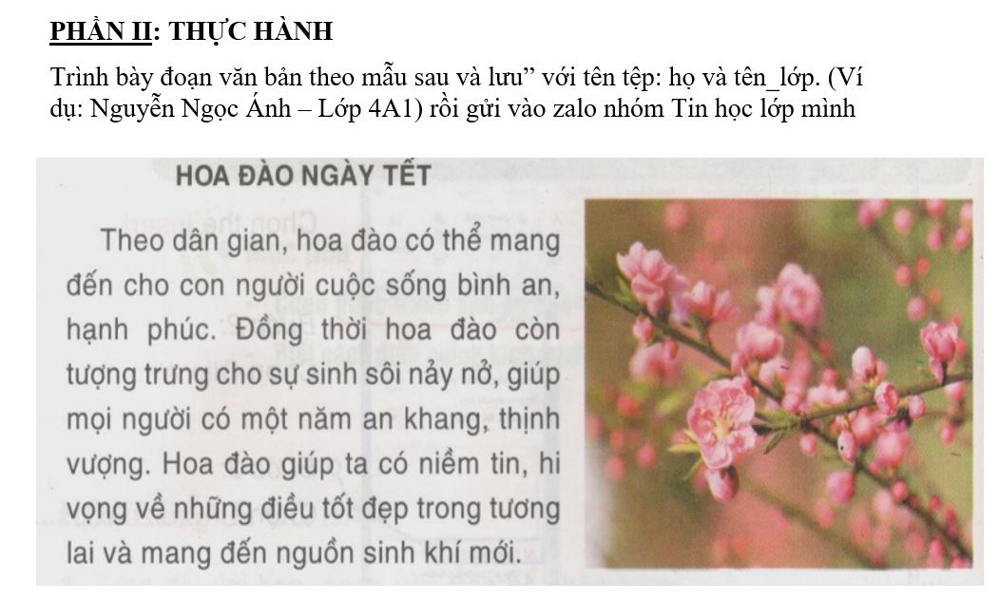 PHẦN II: THỰC HÀNH
Trình bày đoạn văn bản theo mẫu sau và lưu” với tên tệp: họ và tên_lớp. (Ví
dụ: Nguyễn Ngọc Ánh – Lớp 4A1) rồi gửi vào zalo nhóm Tin học lớp mình
HOA ĐÀO NGÀY TẾT
Theo dân gian, hoa đào có thể mang
đến cho con người cuộc sống bình an,
hạnh phúc. Đồng thời hoa đào còn
tượng trưng cho sự sinh sôi nảy nở, giúp
mọi người có một năm an khang, thịnh
vượng. Hoa đào giúp ta có niềm tin, hi
vọng về những điều tốt đẹp trong tương
lai và mang đến nguồn sinh khí mới.